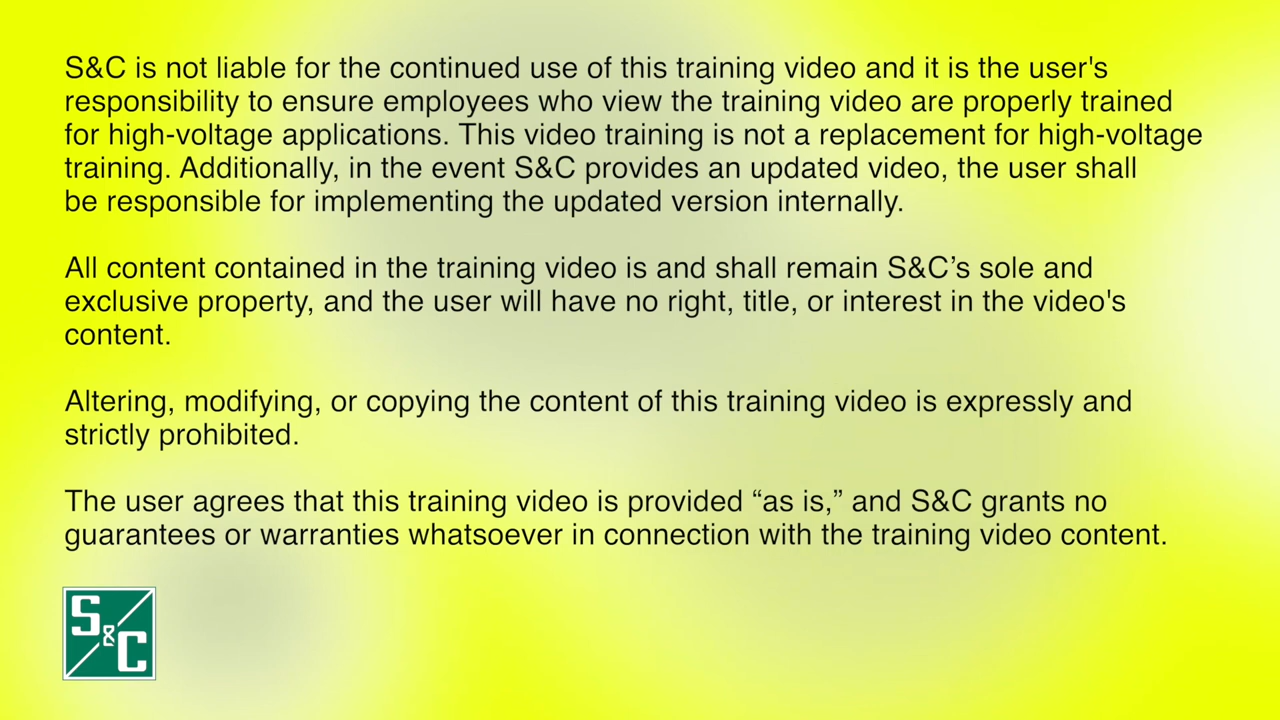 S&C is not liable for the continued use of this training video and it is the user's
responsibility to ensure employees who view the training video are properly trained
for high-voltage applications. This video training is not a replacement for high-voltage
training. Additionally, in the event S&C provides an updated video, the user shall
be responsible for implementing the updated version internally.
All content contained in the training video is and shall remain S&C’s sole and
exclusive property, and the user will have no right, title, or interest in the video's
content.
Altering, modifying, or copying the content of this training video is expressly and
strictly prohibited.
The user agrees that this training video is provided “as is,” and S&C grants no
guarantees or warranties whatsoever in connection with the training video content.
S&C